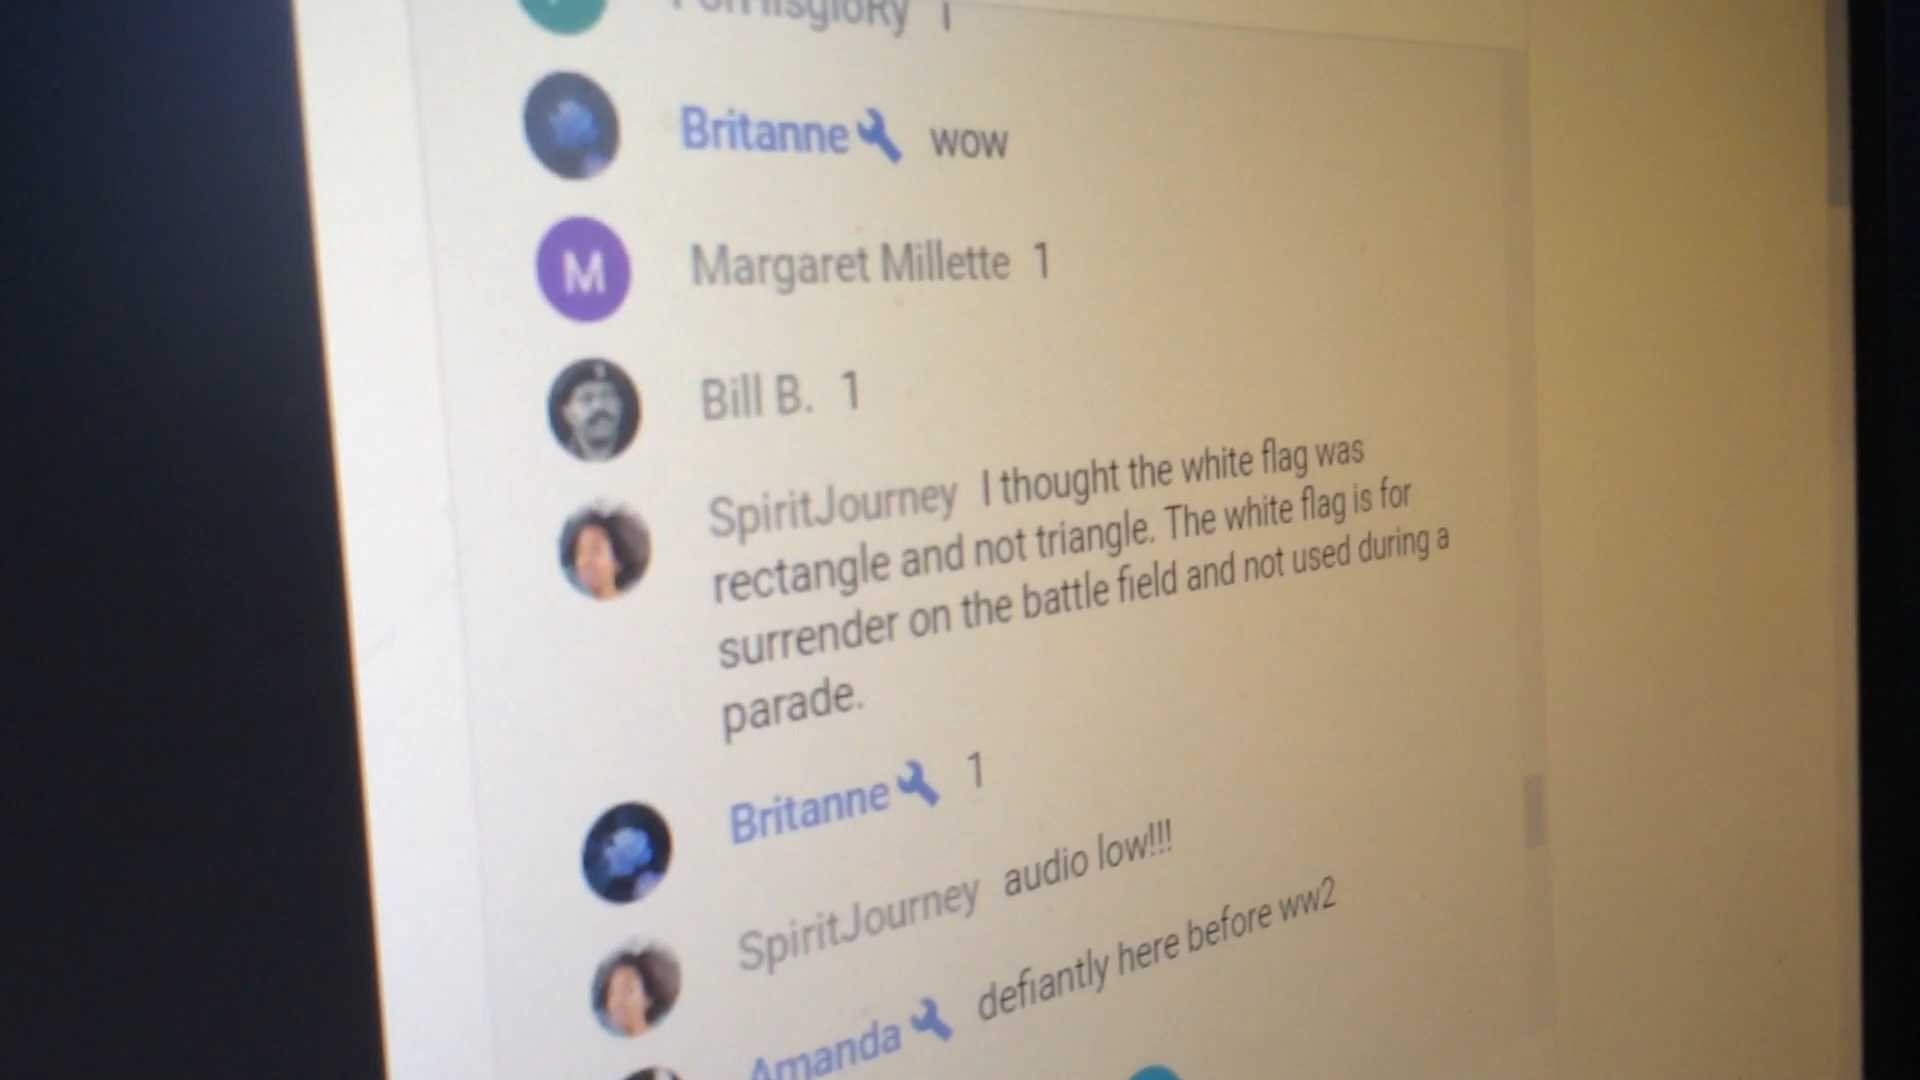 ForHisgloRy 1
Britanne wow
M Margaret Millette 1
Bill B. 1
SpiritJourney I thought the white flag was
rectangle and not triangle. The white flag is for
surrender on the battle field and not used during a
parade.
Britanne 1
SpiritJourney audio low!!!
Amanda defiantly here before ww2